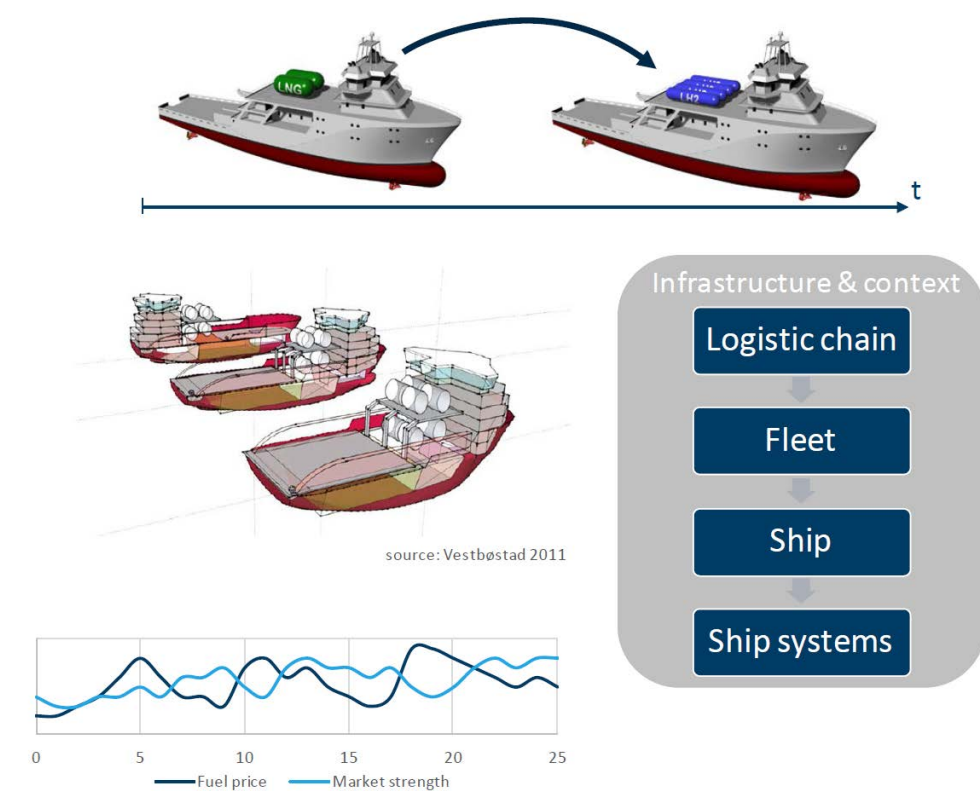 LNG
LH2
t
source: Vestbøstad 2011
Infrastructure & context
Logistic chain
Fleet
Ship
Ship systems
0 5 10 15 20 25
Fuel price Market strength